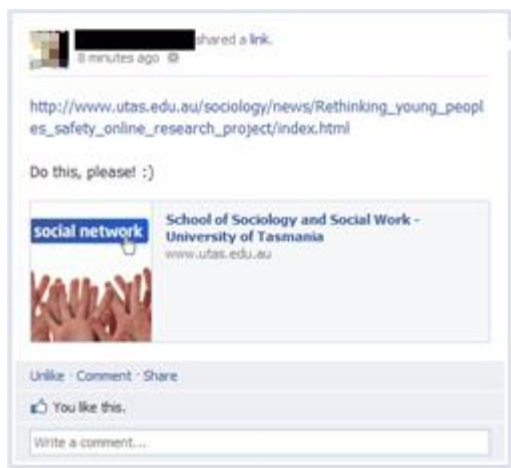 shared a link.
8 minutes ago
http://www.utas.edu.au/sociology/news/Rethinking_young_peopl
es_safety_online_research_project/index.html
Do this, please! :)
social network
School of Sociology and Social Work -
University of Tasmania
www.utas.edu.au
Unlike · Comment · Share
You like this.
Write a comment...